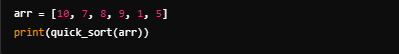 arr = [10, 7, 8, 9, 1, 5]
print(quick_sort(arr))